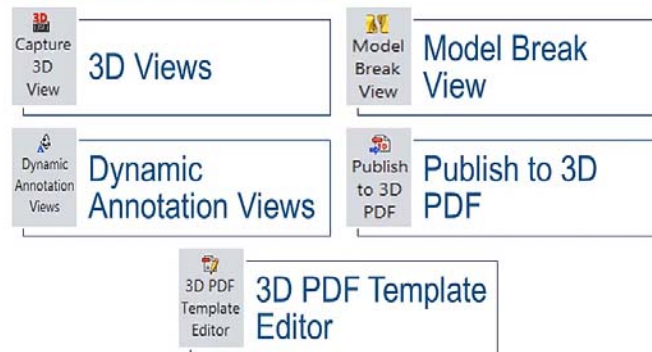 Capture
3D
View
3D Views
Model
Break
View
Model Break
View
Dynamic
Annotation
Views
Dynamic
Annotation Views
Publish
to 3D
PDF
Publish to 3D
PDF
3D PDF
Template
Editor
3D PDF Template
Editor